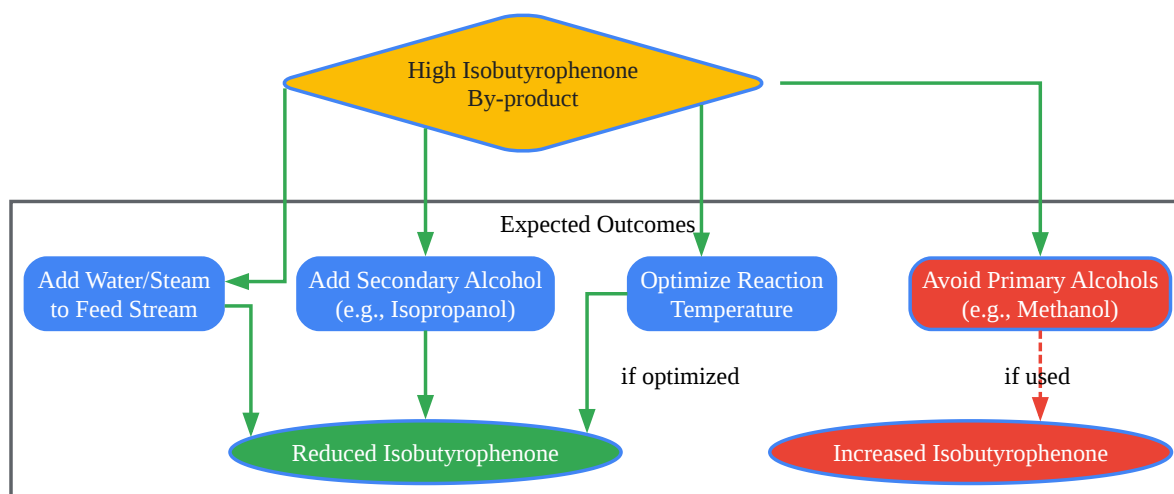 High Isobutyrophenone
By-product
Expected Outcomes
Add Water/Steam
to Feed Stream
Add Secondary Alcohol
(e.g., Isopropanol)
Optimize Reaction
Temperature
Avoid Primary Alcohols
(e.g., Methanol)
if optimized
if used
Reduced Isobutyrophenone
Increased Isobutyrophenone